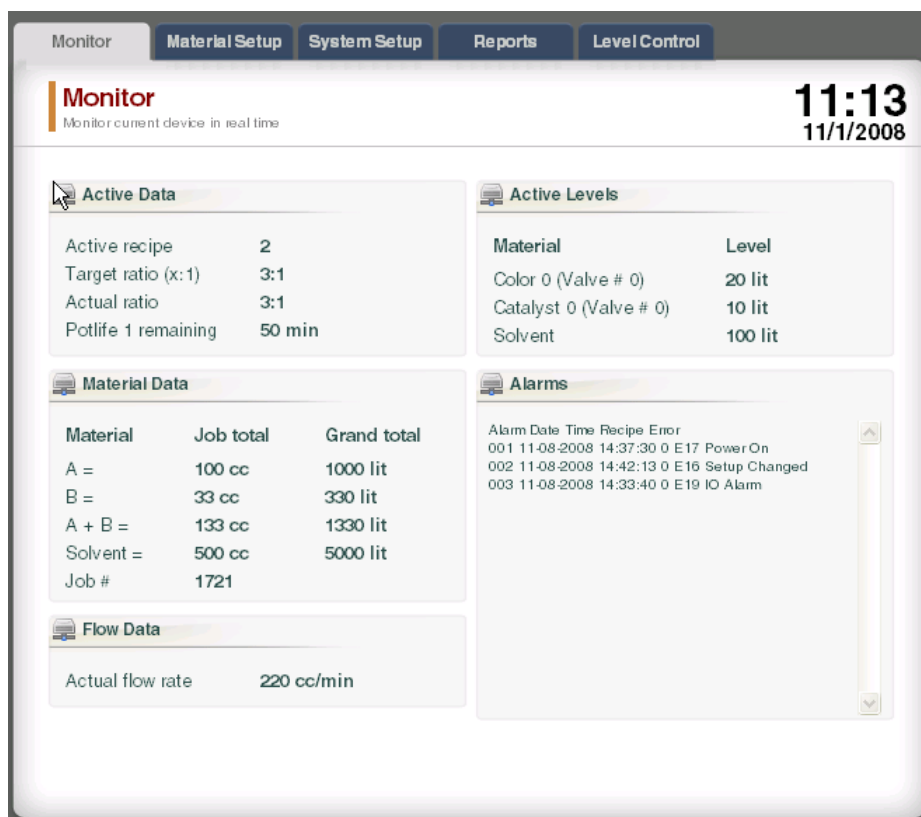 Monitor Material Setup System Setup Reports Level Control
Monitor
Monitor current device in real time
11:13
11/1/2008
Active Data
Active recipe 2
Target ratio (x:1) 3:1
Actual ratio 3:1
Potlife 1 remaining 50 min
Active Levels
Material Level
Color 0 (Valve # 0) 20 lit
Catalyst 0 (Valve # 0) 10 lit
Solvent 100 lit
Material Data
Material Job total Grand total
A = 100 cc 1000 lit
B = 33 cc 330 lit
A + B = 133 cc 1330 lit
Solvent = 500 cc 5000 lit
Job # 1721
Alarms
Alarm Date Time Recipe Error
001 11-08-2008 14:37:30 0 E17 Power On
002 11-08-2008 14:42:13 0 E16 Setup Changed
003 11-08-2008 14:33:40 0 E19 IO Alarm
Flow Data
Actual flow rate 220 cc/min